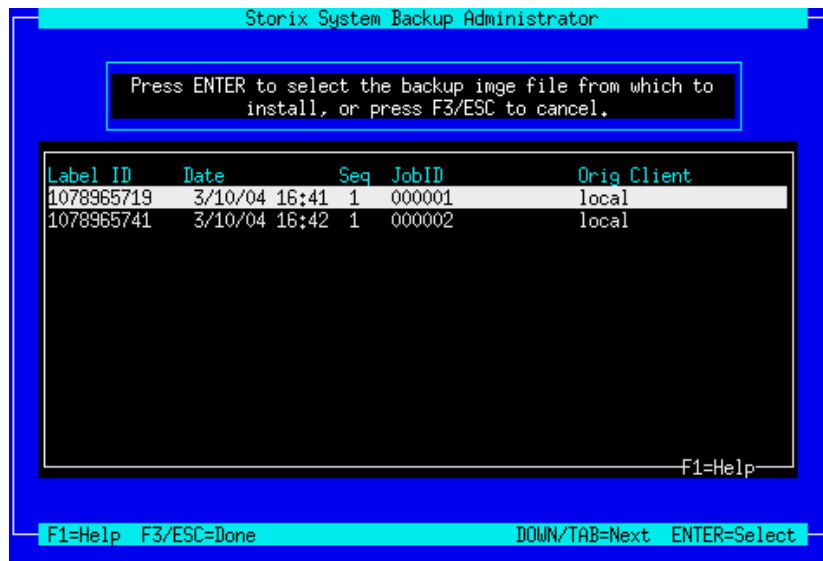 Storix System Backup Administrator
Press ENTER to select the backup imge file from which to
install, or press F3/ESC to cancel.
Label ID Date Seq JobID Orig Client
1078965719 3/10/04 16:41 1 000001 local
1078965741 3/10/04 16:42 1 000002 local
F1=Help
F1=Help F3/ESC=Done DOWN/TAB=Next ENTER=Select